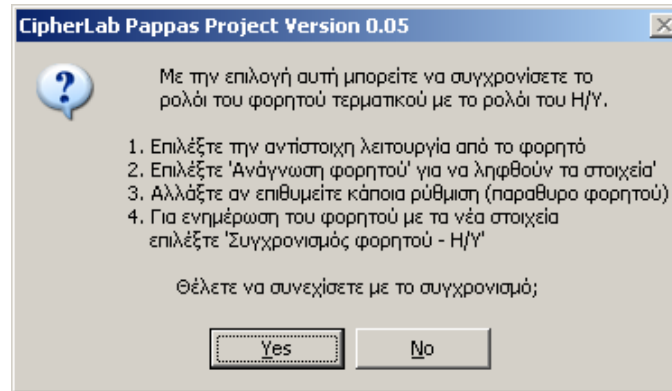 CipherLab Pappas Project Version 0.05
Με την επιλογή αυτή μπορείτε να συγχρονίσετε το
ρολόι του φορητού τερματικού με το ρολόι του Η/Υ.
1. Επιλέξτε την αντίστοιχη λειτουργία από το φορητό
2. Επιλέξτε 'Ανάγνωση φορητού' για να ληφθούν τα στοιχεία'
3. Αλλάξτε αν επιθυμείτε κάποια ρύθμιση (παραθυρο φορητού)
4. Για ενημέρωση του φορητού με τα νέα στοιχεία
επιλέξτε 'Συγχρονισμός φορητού - Η/Υ'
Θέλετε να συνεχίσετε με το συγχρονισμό;
Yes
No